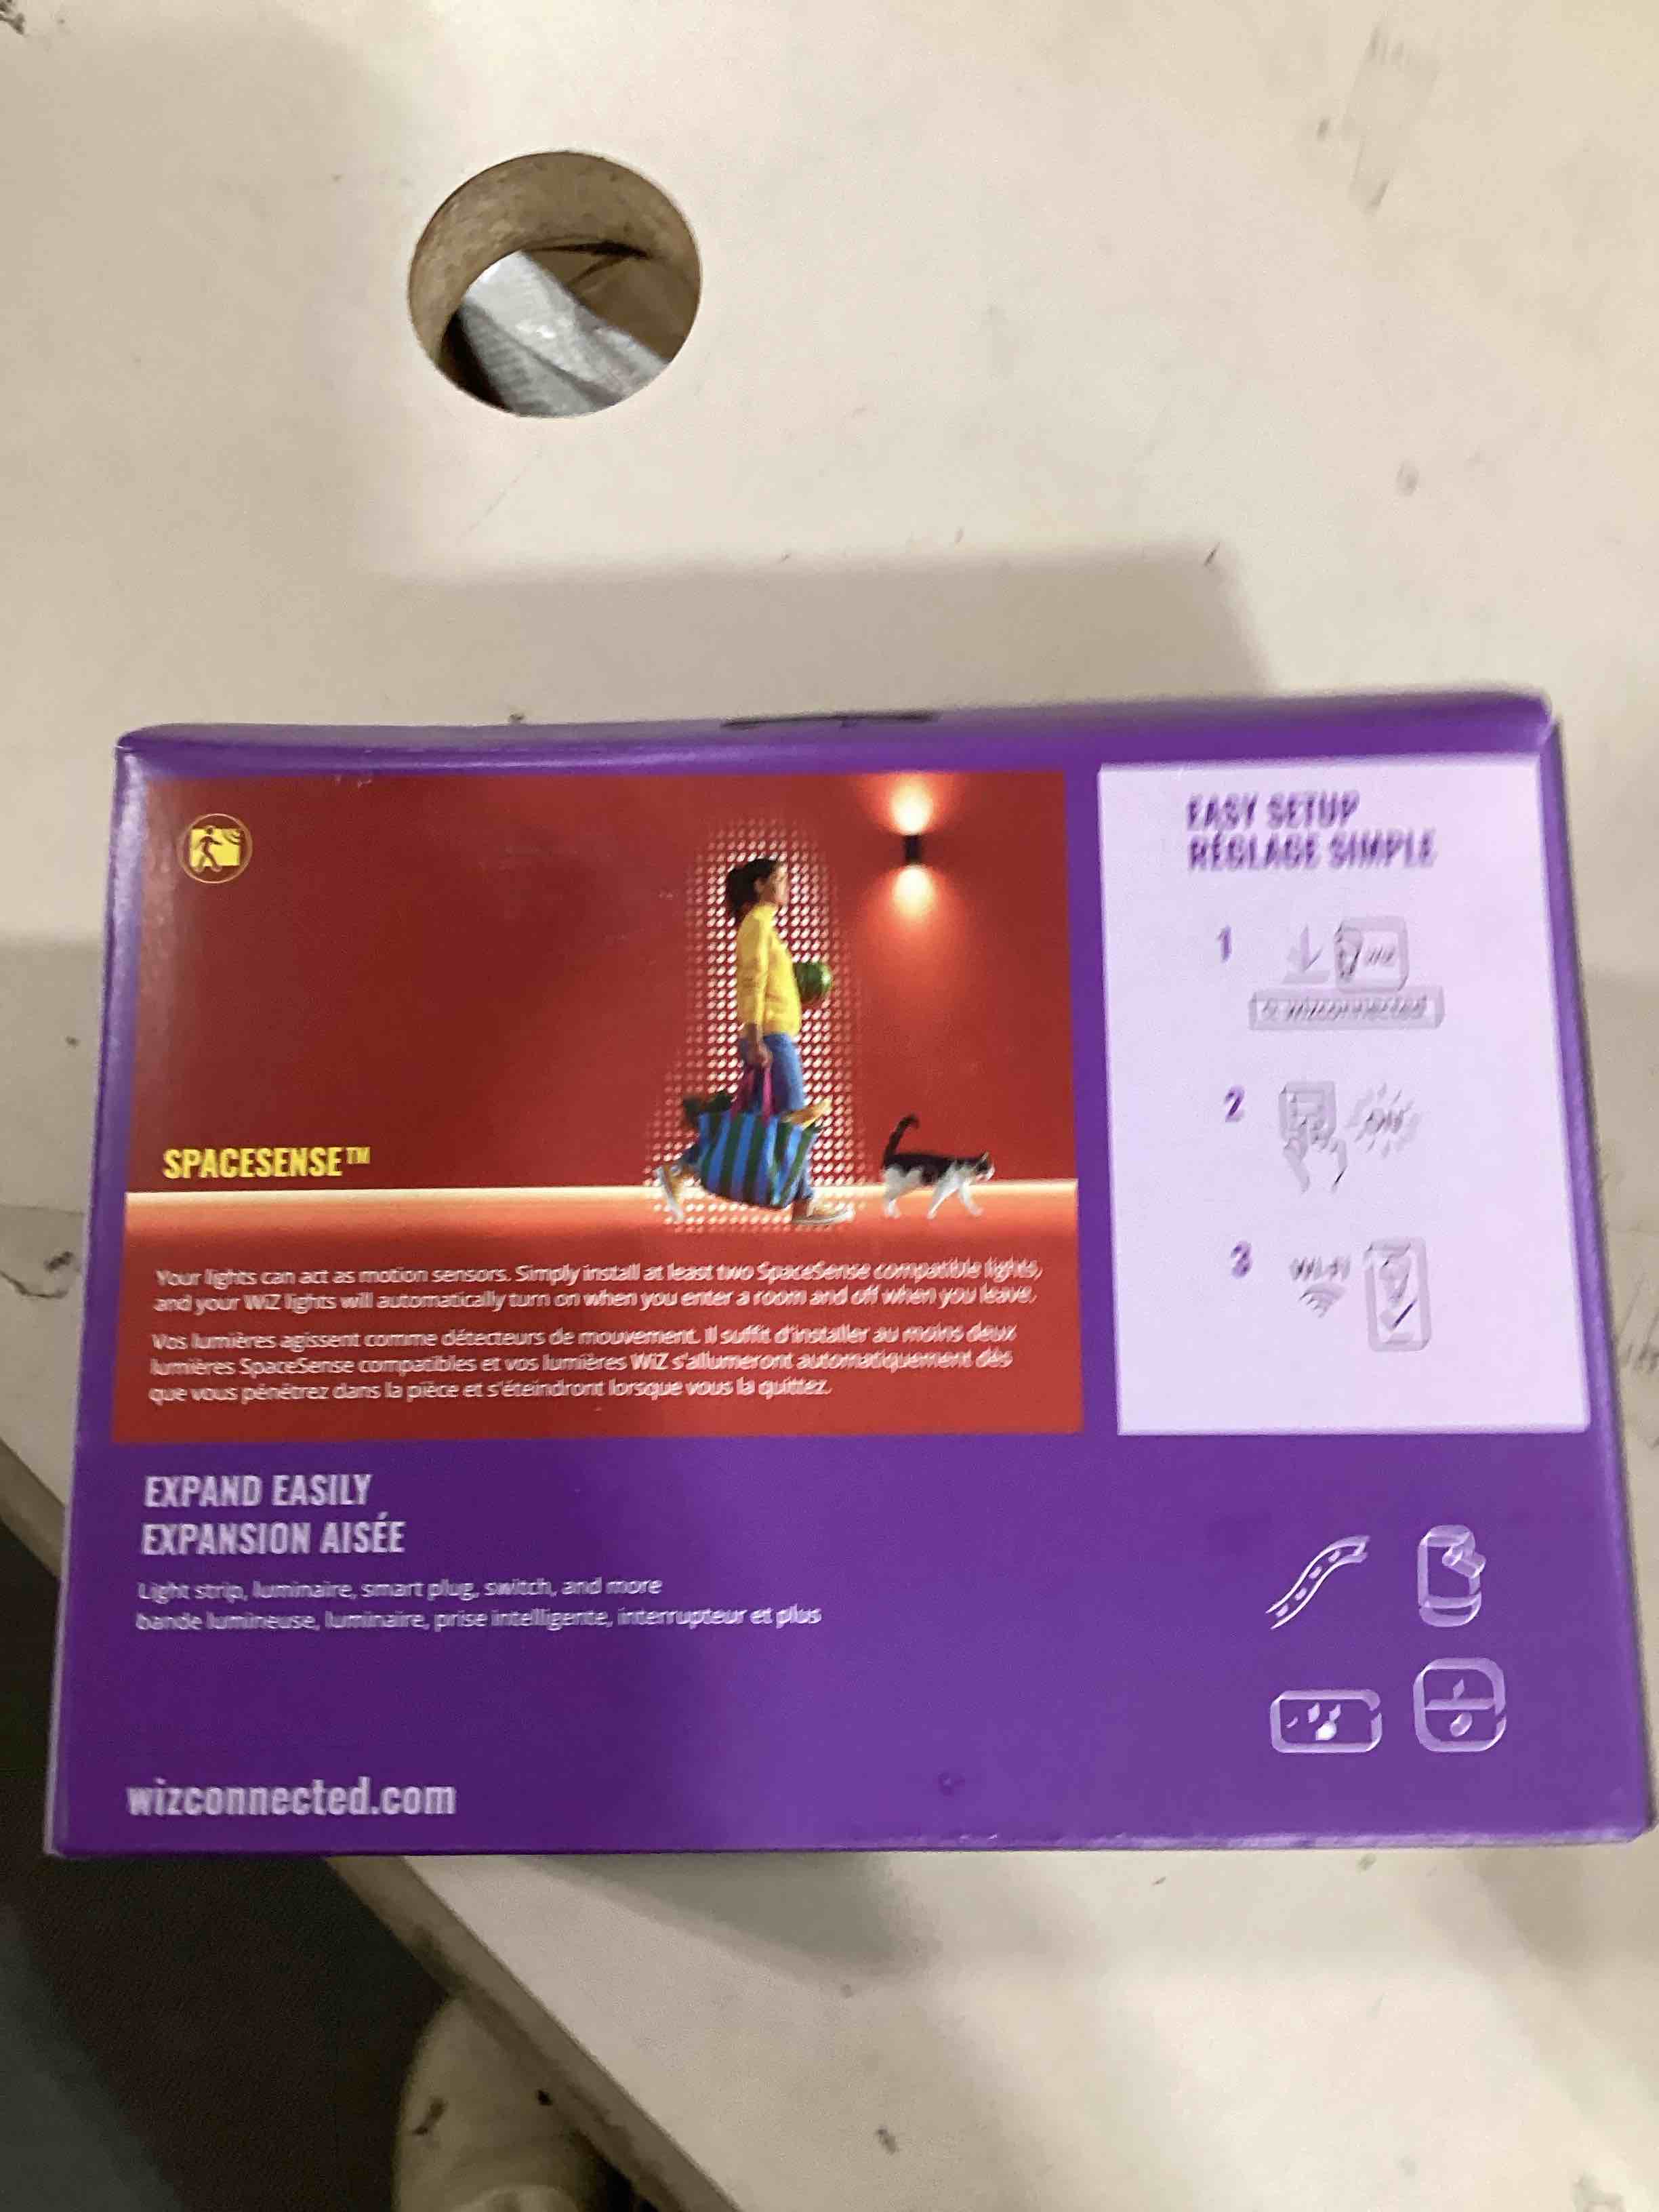 SPACESENSE™
Your lights can act as motion sensors. Simply install at least two SpaceSense compatible lights,
and your WiZ lights will automatically turn on when you enter a room and off when you leave.
Vos lumières agissent comme détecteurs de mouvement. Il suffit d'installer au moins deux
lumières SpaceSense compatibles et vos lumières WiZ s'allumeront automatiquement dès
que vous pénétrez dans la pièce et s'éteindront lorsque vous la quittez.
EASY SETUP
RÉGLAGE SIMPLE
1
wizconnected
2
3
Wi-Fi
EXPAND EASILY
EXPANSION AISÉE
Light strip, luminaire, smart plug, switch, and more
bande lumineuse, luminaire, prise intelligente, interrupteur et plus
wizconnected.com